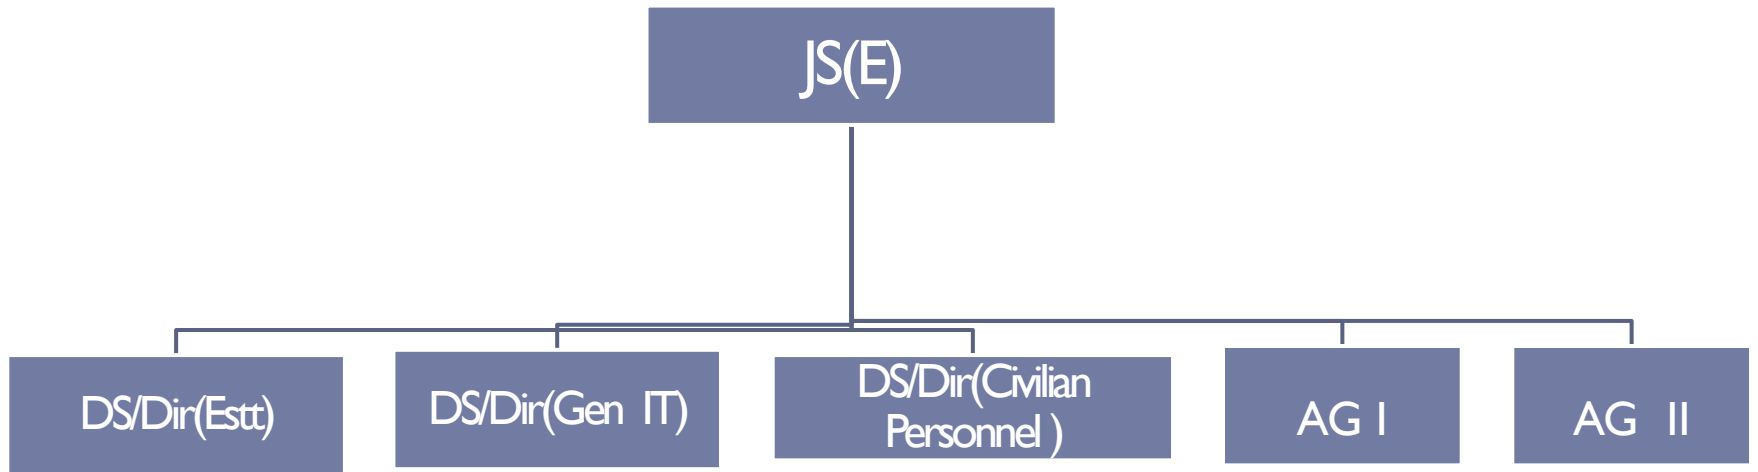 JS(E)
DS/Dir(Estt)
DS/Dir(Gen IT)
DS/Dir(Civilian
Personnel )
AG I
AG II